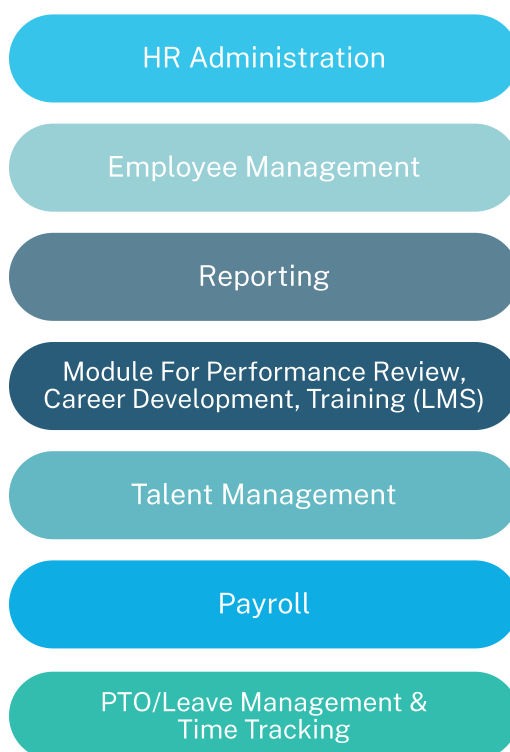 HR Administration
Employee Management
Reporting
Module For Performance Review,
Career Development, Training (LMS)
Talent Management
Payroll
PTO/Leave Management &
Time Tracking